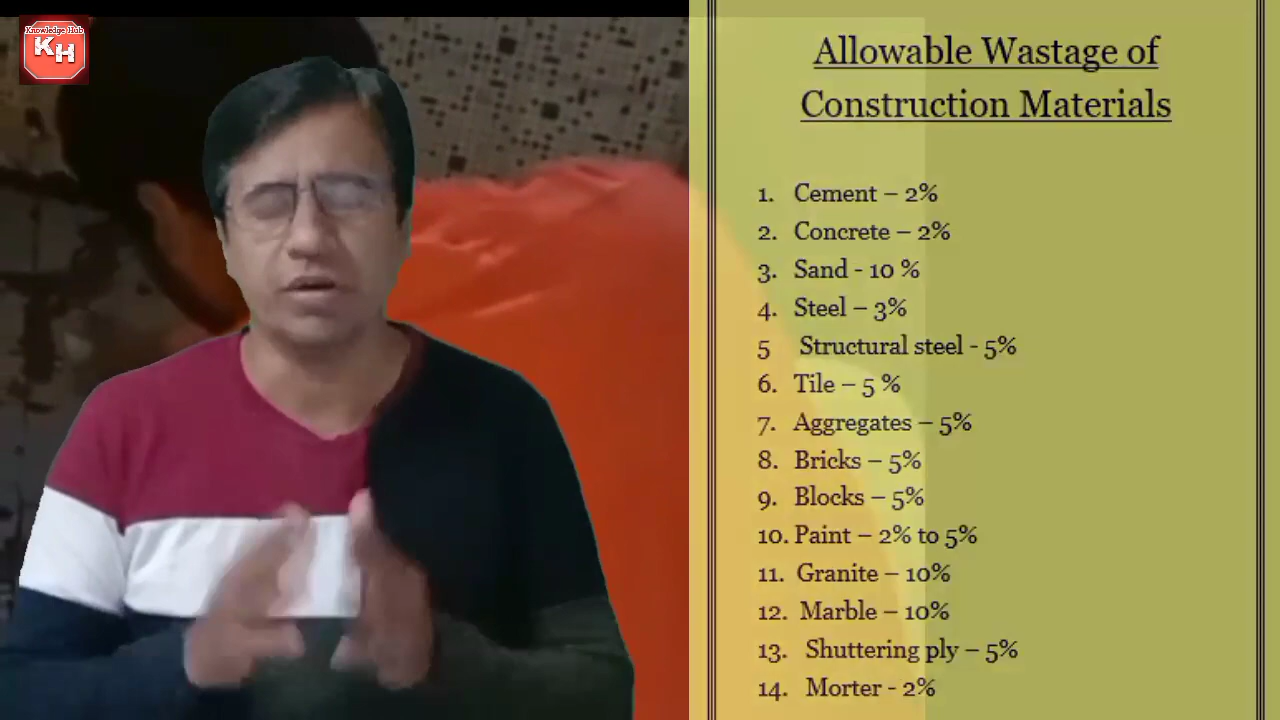 Knowledge Hub
KH
Allowable Wastage of
Construction Materials
1. Cement – 2%
2. Concrete – 2%
3. Sand - 10 %
4. Steel – 3%
5 Structural steel - 5%
6. Tile – 5 %
7. Aggregates – 5%
8. Bricks – 5%
9. Blocks – 5%
10. Paint – 2% to 5%
11. Granite – 10%
12. Marble – 10%
13. Shuttering ply – 5%
14. Morter - 2%